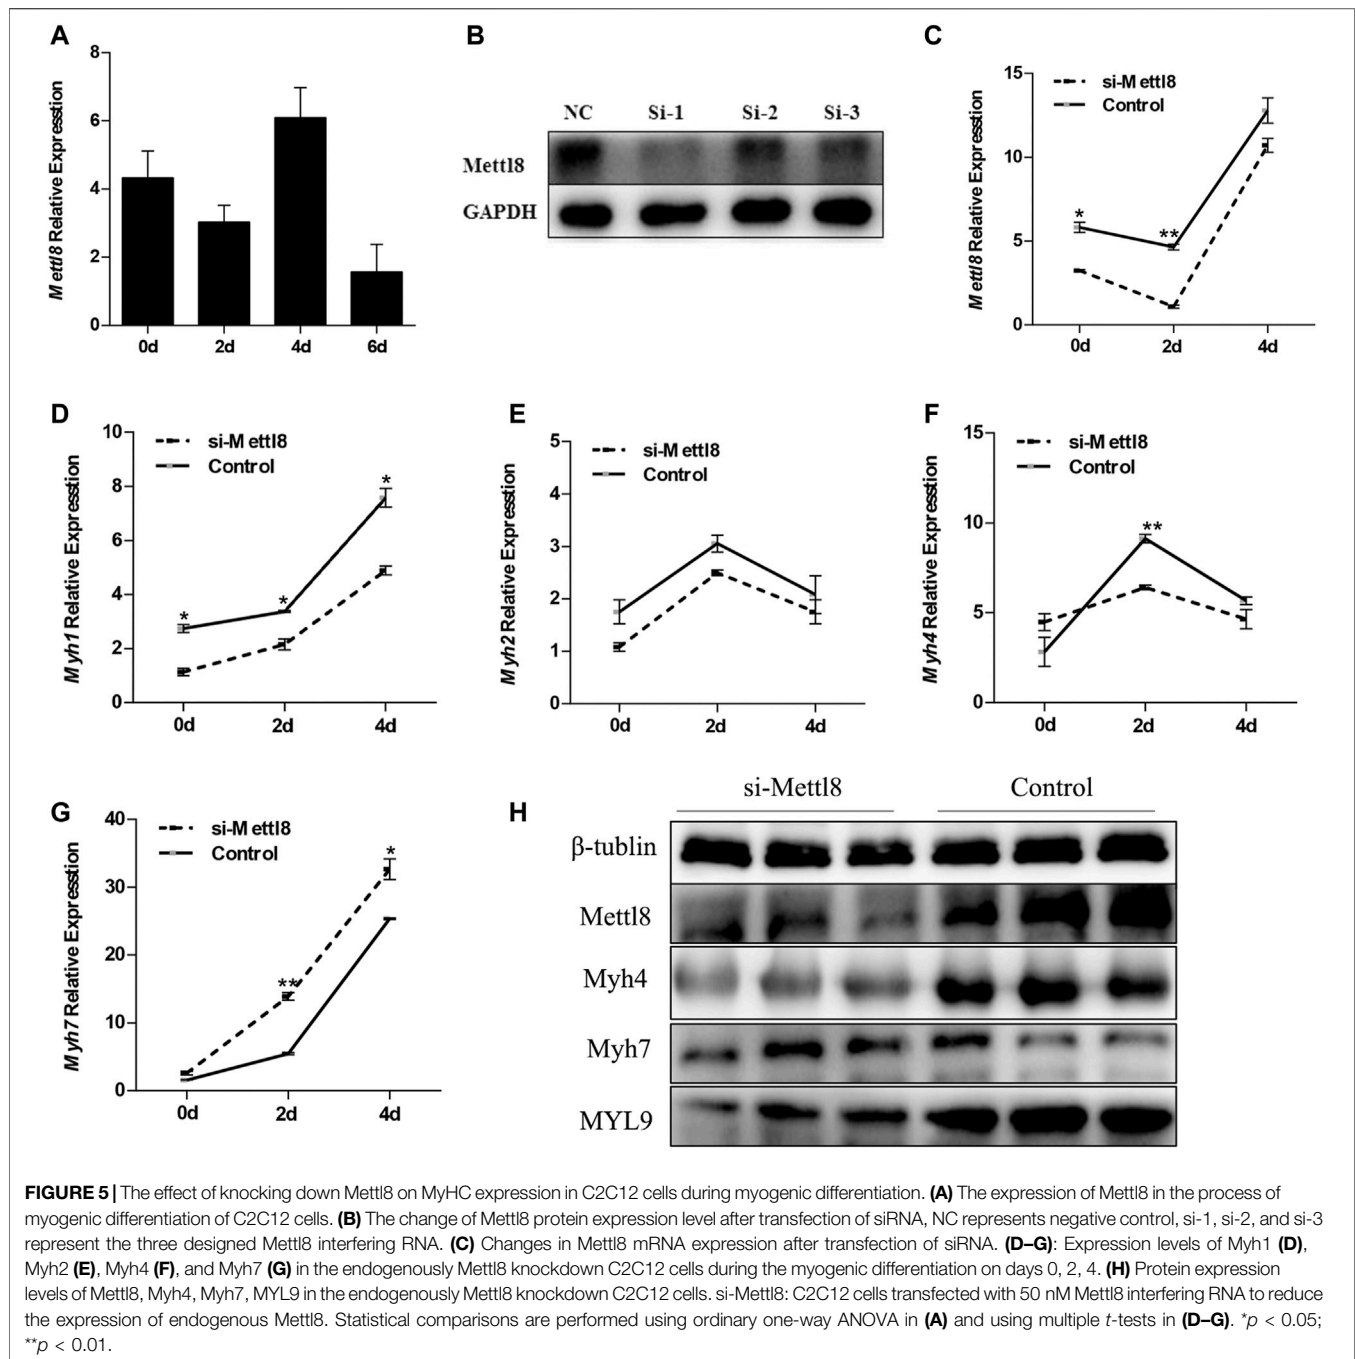 A
Mettl8 Relative Expression
8
6
4
2
0
0d 2d 4d 6d
B
NC Si-1 Si-2 Si-3
Mettl8
GAPDH
C
Mettl8 Relative Expression
15
10
5
0
si-Mettl8
Control
*
**
0d 2d 4d
D
Myh1 Relative Expression
10
8
6
4
2
0
si-Mettl8
Control
*
*
*
0d 2d 4d
E
Myh2 Relative Expression
5
4
3
2
1
0
si-Mettl8
Control
0d 2d 4d
F
Myh4 Relative Expression
15
10
5
0
si-Mettl8
Control
**
0d 2d 4d
G
Myh7 Relative Expression
40
30
20
10
0
si-Mettl8
Control
*
**
0d 2d 4d
H
si-Mettl8 Control
β-tublin
Mettl8
Myh4
Myh7
MYL9
FIGURE 5 | The effect of knocking down Mettl8 on MyHC expression in C2C12 cells during myogenic differentiation. (A) The expression of Mettl8 in the process of
myogenic differentiation of C2C12 cells. (B) The change of Mettl8 protein expression level after transfection of siRNA, NC represents negative control, si-1, si-2, and si-3
represent the three designed Mettl8 interfering RNA. (C) Changes in Mettl8 mRNA expression after transfection of siRNA. (D–G): Expression levels of Myh1 (D),
Myh2 (E), Myh4 (F), and Myh7 (G) in the endogenously Mettl8 knockdown C2C12 cells during the myogenic differentiation on days 0, 2, 4. (H) Protein expression
levels of Mettl8, Myh4, Myh7, MYL9 in the endogenously Mettl8 knockdown C2C12 cells. si-Mettl8: C2C12 cells transfected with 50 nM Mettl8 interfering RNA to reduce
the expression of endogenous Mettl8. Statistical comparisons are performed using ordinary one-way ANOVA in (A) and using multiple t-tests in (D–G). *p < 0.05;
**p < 0.01.